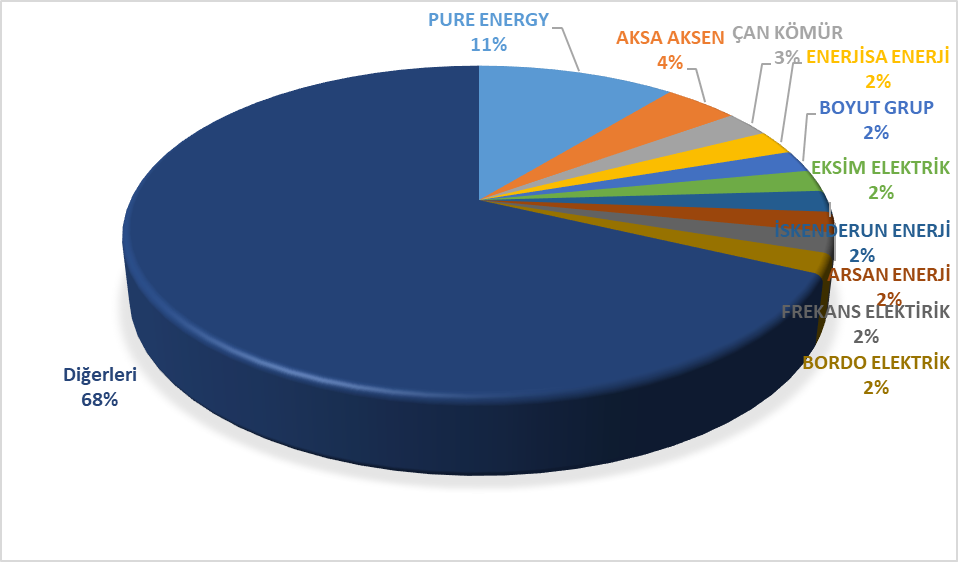 PURE ENERGY
11%
AKSA AKSEN
4%
ÇAN KÖMÜR
3%
ENERJİSA ENERJİ
2%
BOYUT GRUP
2%
EKSİM ELEKTRİK
2%
İSKENDERUN ENERJİ
2%
ARSAN ENERJİ
2%
FREKANS ELEKTİRİK
2%
BORDO ELEKTRİK
2%
Diğerleri
68%